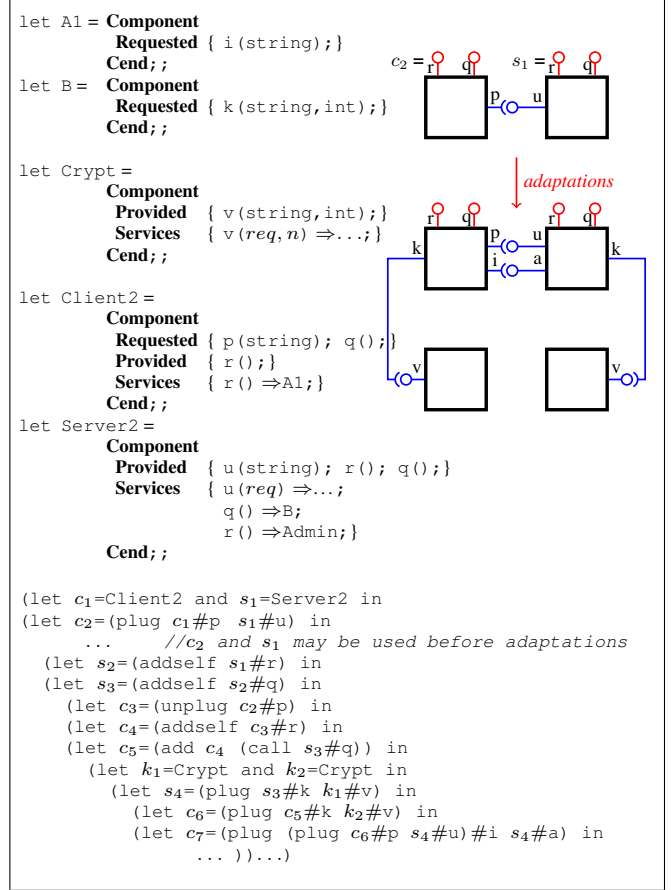 let A1 = Component
Requested { i(string);}
Cend;;
let B = Component
Requested { k(string,int);}
Cend;;
let Crypt =
Component
Provided { v(string,int);}
Services { v(req, n) ⇒...;}
Cend;;
let Client2 =
Component
Requested { p(string); q();}
Provided { r();}
Services { r() ⇒A1;}
Cend;;
let Server2 =
Component
Provided { u(string); r(); q();}
Services { u(req) ⇒...;
q() ⇒B;
r() ⇒Admin;}
Cend;;
c₂ = r q s₁ = r q
p u
adaptations
r q r q
k p u k
i a
v v
(let c₁=Client2 and s₁=Server2 in
(let c₂=(plug c₁#p s₁#u) in
... //c₂ and s₁ may be used before adaptations
(let s₂=(addself s₁#r) in
(let s₃=(addself s₂#q) in
(let c₃=(unplug c₂#p) in
(let c₄=(addself c₃#r) in
(let c₅=(add c₄ (call s₃#q)) in
(let k₁=Crypt and k₂=Crypt in
(let s₄=(plug s₃#k k₁#v) in
(let c₆=(plug c₅#k k₂#v) in
(let c₇=(plug (plug c₆#p s₄#u)#i s₄#a) in
... ))...)